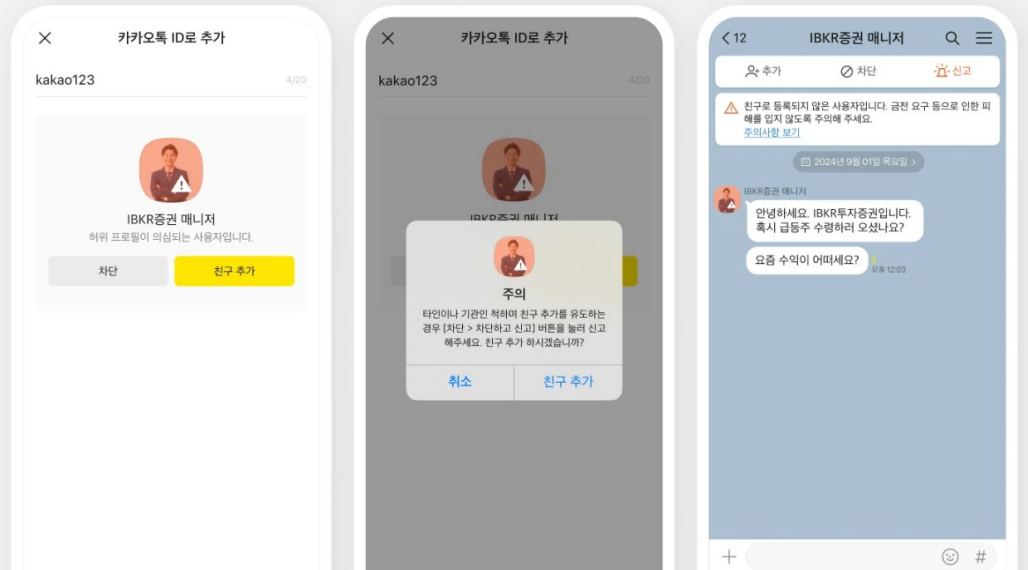 카카오톡 ID로 추가
kakao123
4/20
IBKR증권 매니저
허위 프로필이 의심되는 사용자입니다.
차단
친구 추가
카카오톡 ID로 추가
kakao123
4/20
IBKR증권 매니저
주의
타인이나 기관인 척하며 친구 추가를 유도하는
경우 [차단 > 차단하고 신고] 버튼을 눌러 신고
해주세요. 친구 추가 하시겠습니까?
취소
친구 추가
< 12
IBKR증권 매니저
추가
차단
신고
친구로 등록되지 않은 사용자입니다. 금전 요구 등으로 인한 피
해를 입지 않도록 주의해 주세요.
주의사항 보기
2024년 9월 01일 목요일 >
IBKR증권 매니저
안녕하세요. IBKR투자증권입니다.
혹시 급등주 수령하러 오셨나요?
요즘 수익이 어떠세요?
오후 12:03
#